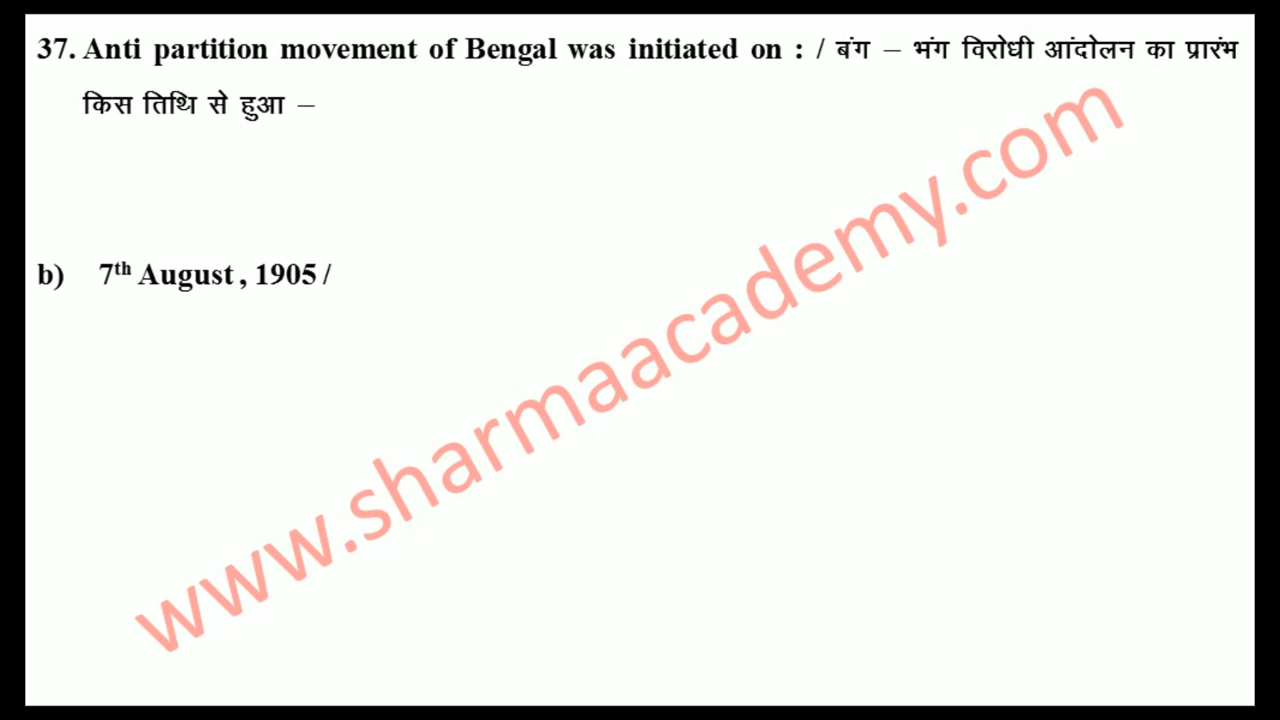 37. Anti partition movement of Bengal was initiated on : / बंग – भंग विरोधी आंदोलन का प्रारंभ
किस तिथि से हुआ –
b) 7th August , 1905 /
www.sharmaacademy.com